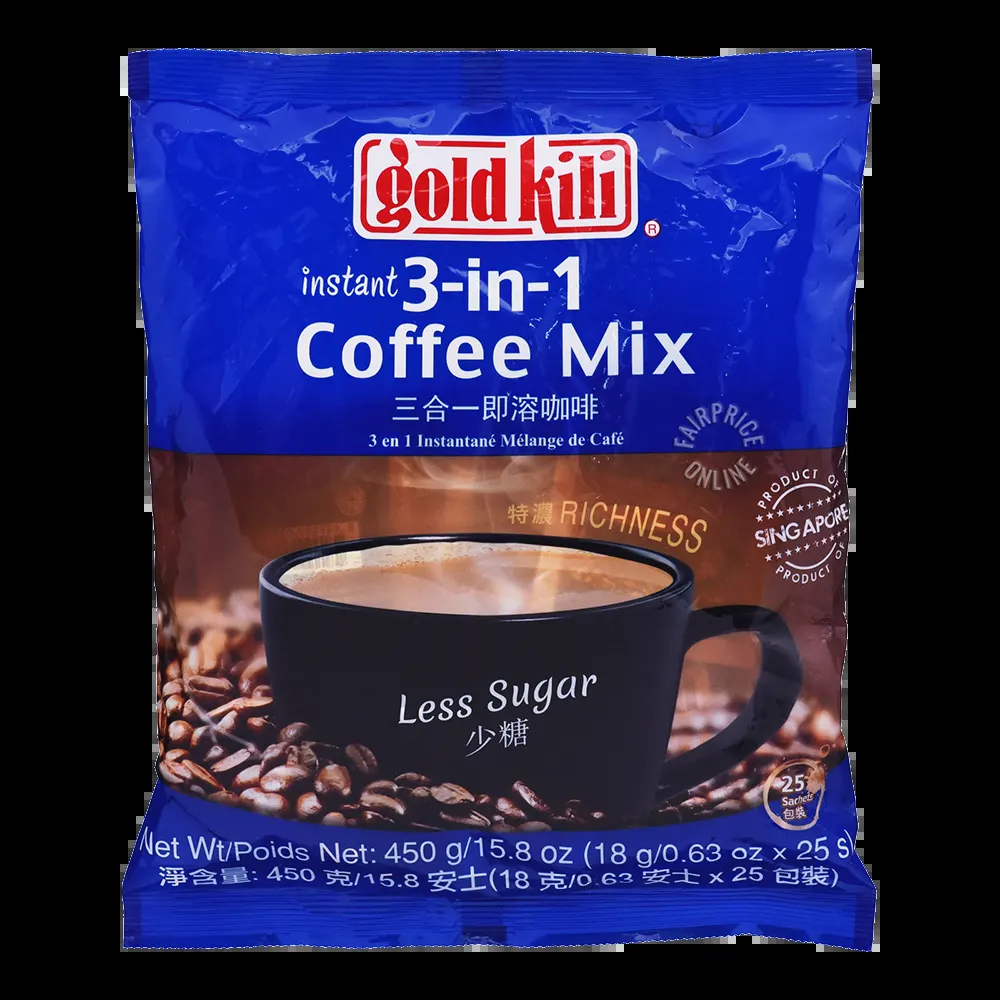 gold kili
®
instant 3-in-1
Coffee Mix
三合一即溶咖啡
3 en 1 Instantané Mélange de Café
FAIRPRICE
ONLINE
特濃 RICHNESS
PRODUCT OF
SINGAPORE
PRODUCT OF
Less Sugar
少糖
25
Sachets
包裝
Net Wt/Poids Net: 450 g/15.8 oz (18 g/0.63 oz x 25 S)
淨含量: 450 克/15.8 安士(18 克/0.63 安士 x 25 包裝)